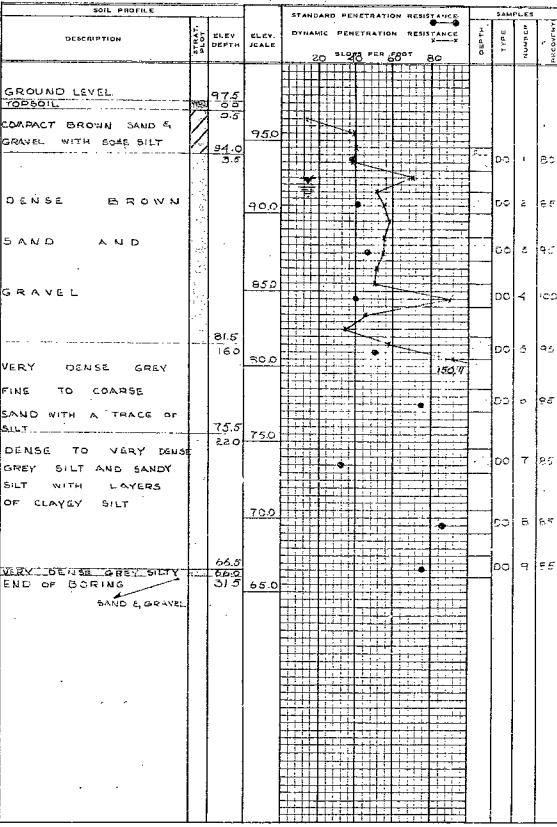 SOIL PROFILE
STANDARD PENETRATION RESISTANCE
SAMPLES
DESCRIPTION
STRAT. PLOT
ELEV DEPTH
ELEV. SCALE
DYNAMIC PENETRATION RESISTANCE
BLOWS PER FOOT
20 40 60 80
DEPTH
TYPE
NUMBER
RECOVERY
GROUND LEVEL 97.5
TOPSOIL 0.0
0.5
COMPACT BROWN SAND &
95.0
GRAVEL WITH SOME SILT
94.0
3.5
DO 1 80
DENSE BROWN
90.0
DO 2 85
SAND AND
DO 3 95
GRAVEL
85.0
DO 4 100
81.5
16.0
DO 5 95
80.0
150/11
VERY DENSE GREY
FINE TO COARSE
DO 6 95
SAND WITH A TRACE OF
SILT
75.5
22.0
75.0
DENSE TO VERY DENSE
GREY SILT AND SANDY
DO 7 85
SILT WITH LAYERS
OF CLAYEY SILT
70.0
DO 8 85
66.5
VERY DENSE GREY SILTY
66.0
DO 9 55
END OF BORING 31.5
65.0
SAND & GRAVEL